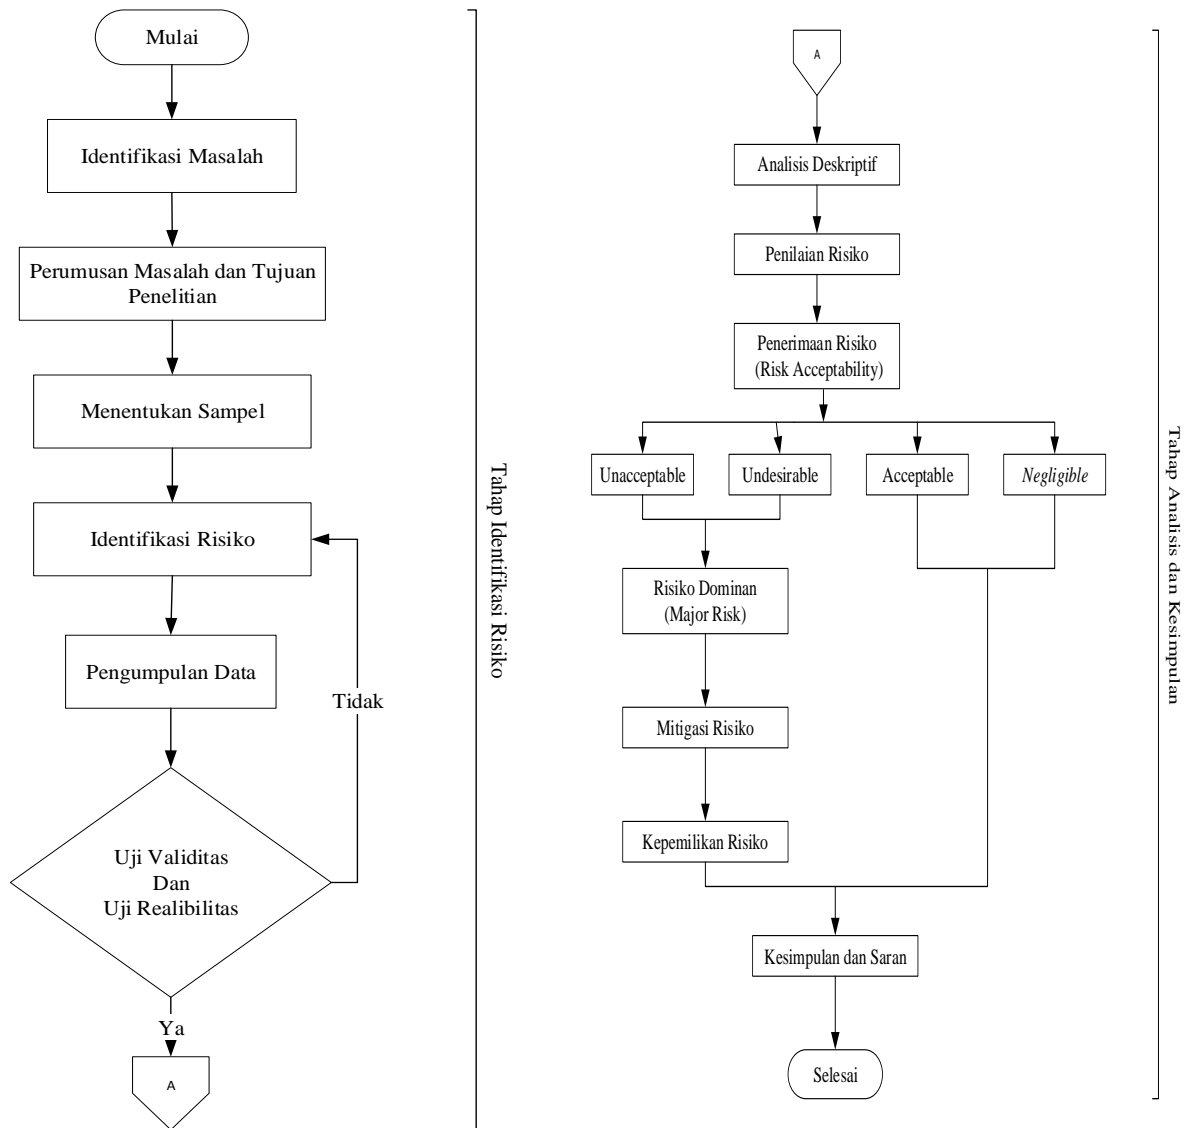 Mulai
Identifikasi Masalah
Perumusan Masalah dan Tujuan
Penelitian
Menentukan Sampel
Identifikasi Risiko
Pengumpulan Data
Tidak
Uji Validitas
Dan
Uji Realibilitas
Ya
A
Tahap Identifikasi Risiko
A
Analisis Deskriptif
Penilaian Risiko
Penerimaan Risiko
(Risk Acceptability)
Unacceptable
Undesirable
Acceptable
Negligible
Risiko Dominan
(Major Risk)
Mitigasi Risiko
Kepemilikan Risiko
Kesimpulan dan Saran
Selesai
Tahap Analisis dan Kesimpulan